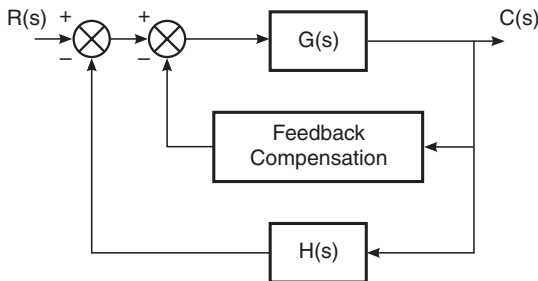 R(s)
+
−
+
−
G(s)
C(s)
Feedback
Compensation
H(s)